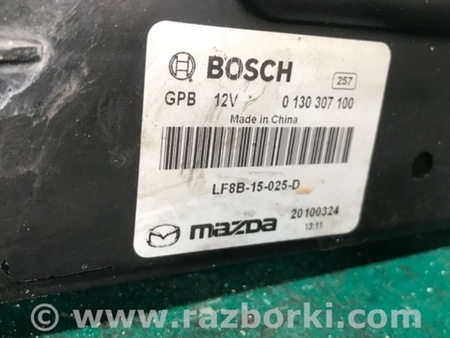 BOSCH
257
GPB 12V 0 130 307 100
Made in China
LF8B-15-025-D
mazda 20100324
13:11
© www.razborki.com